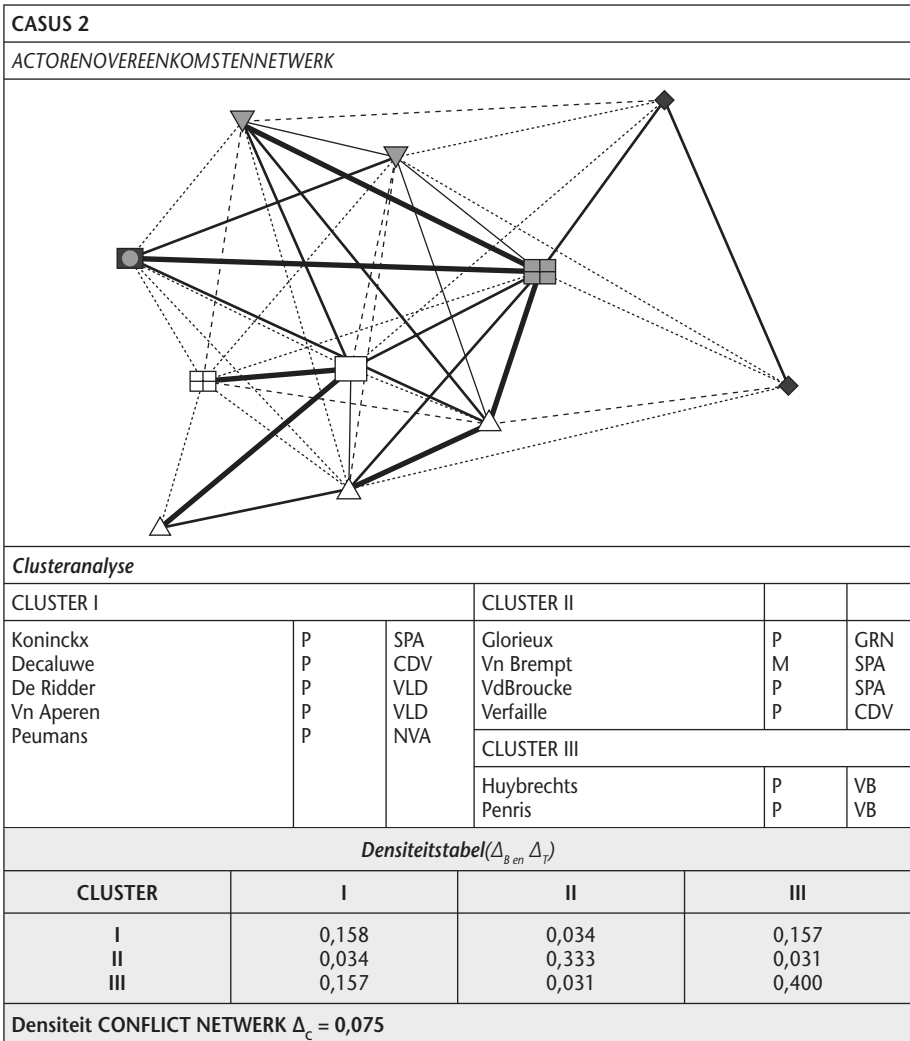 CASUS 2
ACTORENOVEREENKOMSTENNETWERK
Clusteranalyse
CLUSTER I
Koninckx P SPA
Decaluwe P CDV
De Ridder P VLD
Vn Aperen P VLD
Peumans P NVA
CLUSTER II
Glorieux P GRN
Vn Brempt M SPA
VdBroucke P SPA
Verfaille P CDV
CLUSTER III
Huybrechts P VB
Penris P VB
Densiteitstabel(Δ_B en Δ_T)
CLUSTER I II III
I 0,158 0,034 0,157
II 0,034 0,333 0,031
III 0,157 0,031 0,400
Densiteit CONFLICT NETWERK Δ_C = 0,075